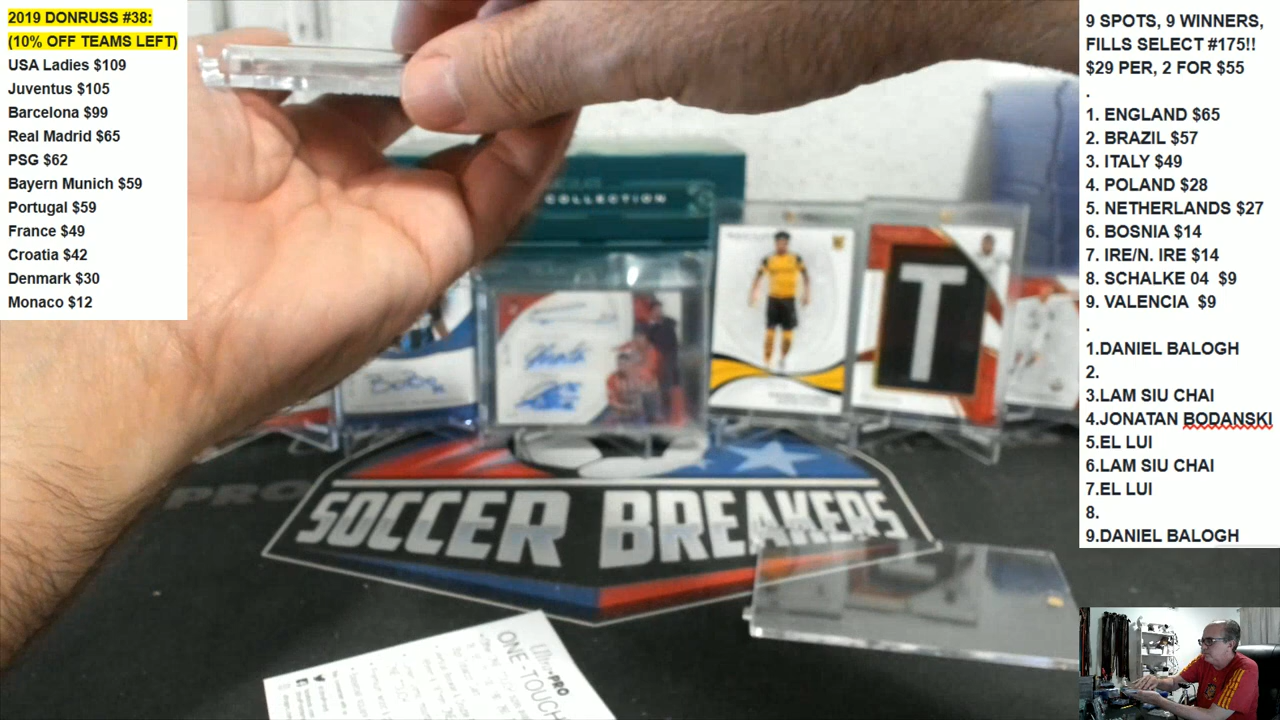 2019 DONRUSS #38:
(10% OFF TEAMS LEFT)
USA Ladies $109
Juventus $105
Barcelona $99
Real Madrid $65
PSG $62
Bayern Munich $59
Portugal $59
France $49
Croatia $42
Denmark $30
Monaco $12
9 SPOTS, 9 WINNERS,
FILLS SELECT #175!!
$29 PER, 2 FOR $55
.
1. ENGLAND $65
2. BRAZIL $57
3. ITALY $49
4. POLAND $28
5. NETHERLANDS $27
6. BOSNIA $14
7. IRE/N. IRE $14
8. SCHALKE 04 $9
9. VALENCIA $9
.
1.DANIEL BALOGH
2.
3.LAM SIU CHAI
4.JONATAN BODANSKI
5.EL LUI
6.LAM SIU CHAI
7.EL LUI
8.
9.DANIEL BALOGH
COLLECTION
T
PRO
SOCCER BREAKERS
Ultra PRO
ONE-TOUCH